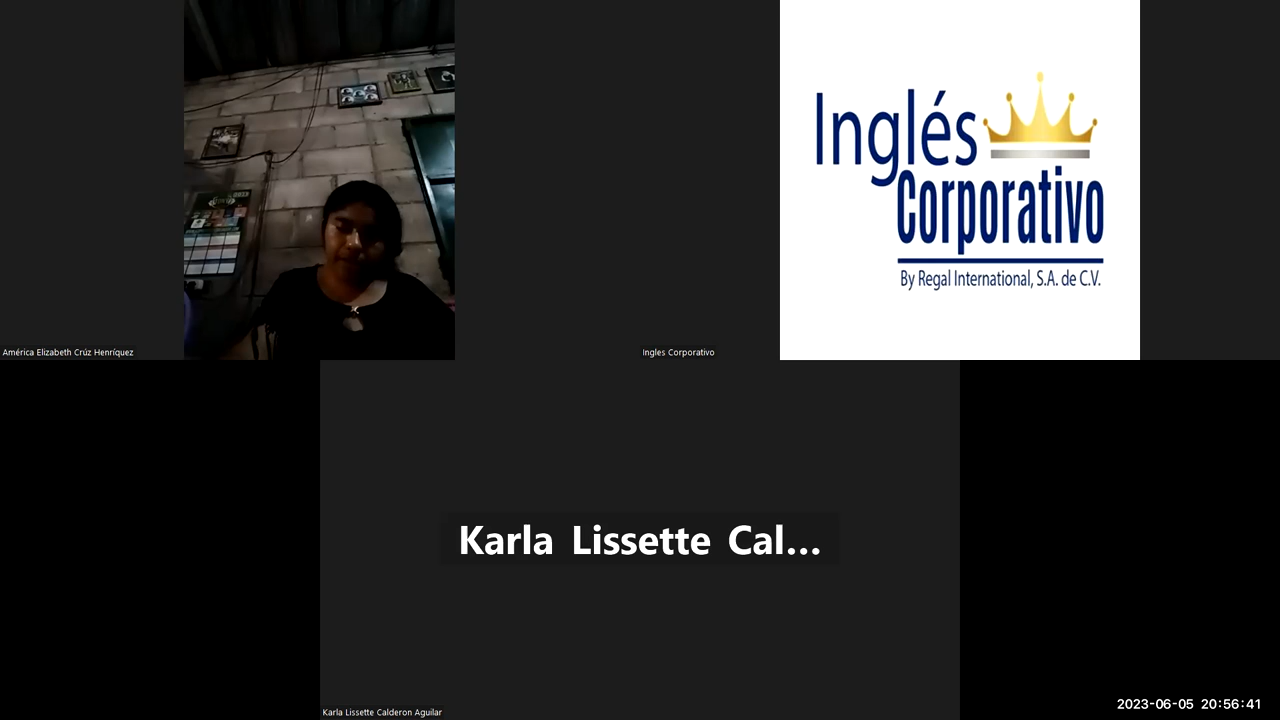 Inglés
Corporativo
By Regal International, S.A. de C.V.
América Elizabeth Crúz Henríquez
Ingles Corporativo
Karla Lissette Cal...
Karla Lissette Calderon Aguilar
2023-06-05 20:56:41